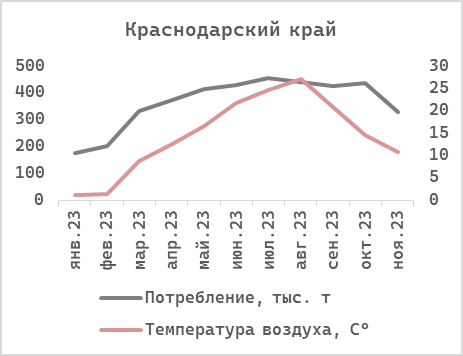 Краснодарский край
500 30
400 25
300 20
200 15
100 10
0 5
0
янв.23 фев.23 мар.23 апр.23 май.23 июн.23 июл.23 авг.23 сен.23 окт.23 ноя.23
Потребление, тыс. т
Температура воздуха, С°